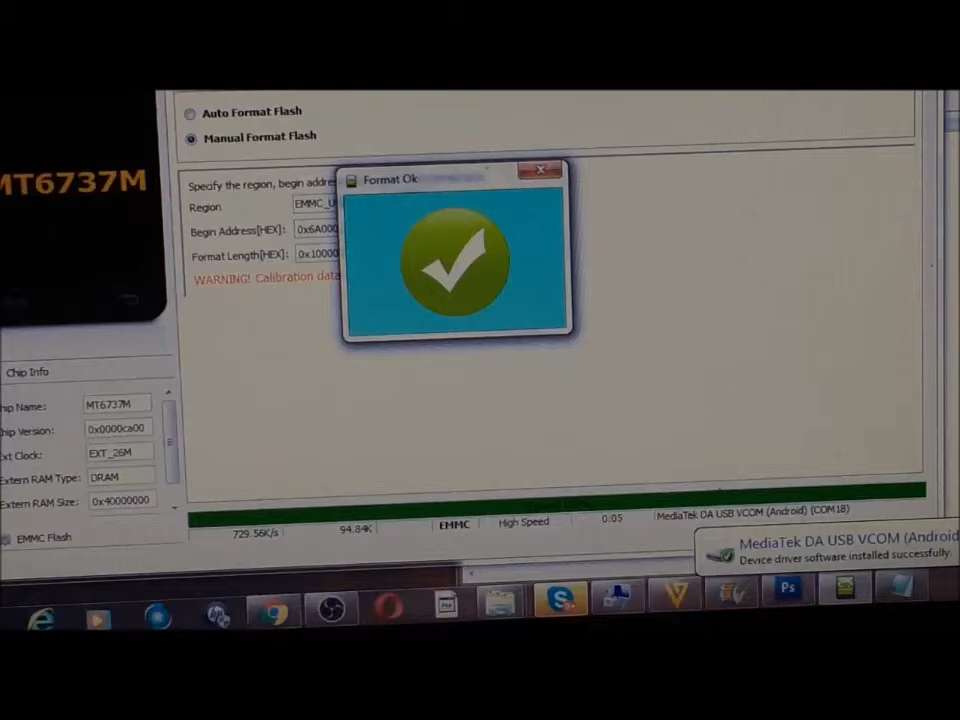 Auto Format Flash
Manual Format Flash
MT6737M
Specify the region, begin addre
Format Ok
Region
EMMC_U
Begin Address[HEX]:
0x6A000
Format Length[HEX]:
0x10000
WARNING! Calibration data
Chip Info
hip Name:
MT6737M
hip Version:
0x0000ca00
Ext Clock:
EXT_26M
Extern RAM Type:
DRAM
Extern RAM Size:
0x40000000
EMMC Flash
729.56K/s
94.84K
EMMC
High Speed
0:05
MediaTek DA USB VCOM (Android) (COM18)
MediaTek DA USB VCOM (Android
Device driver software installed successfully.
Ps